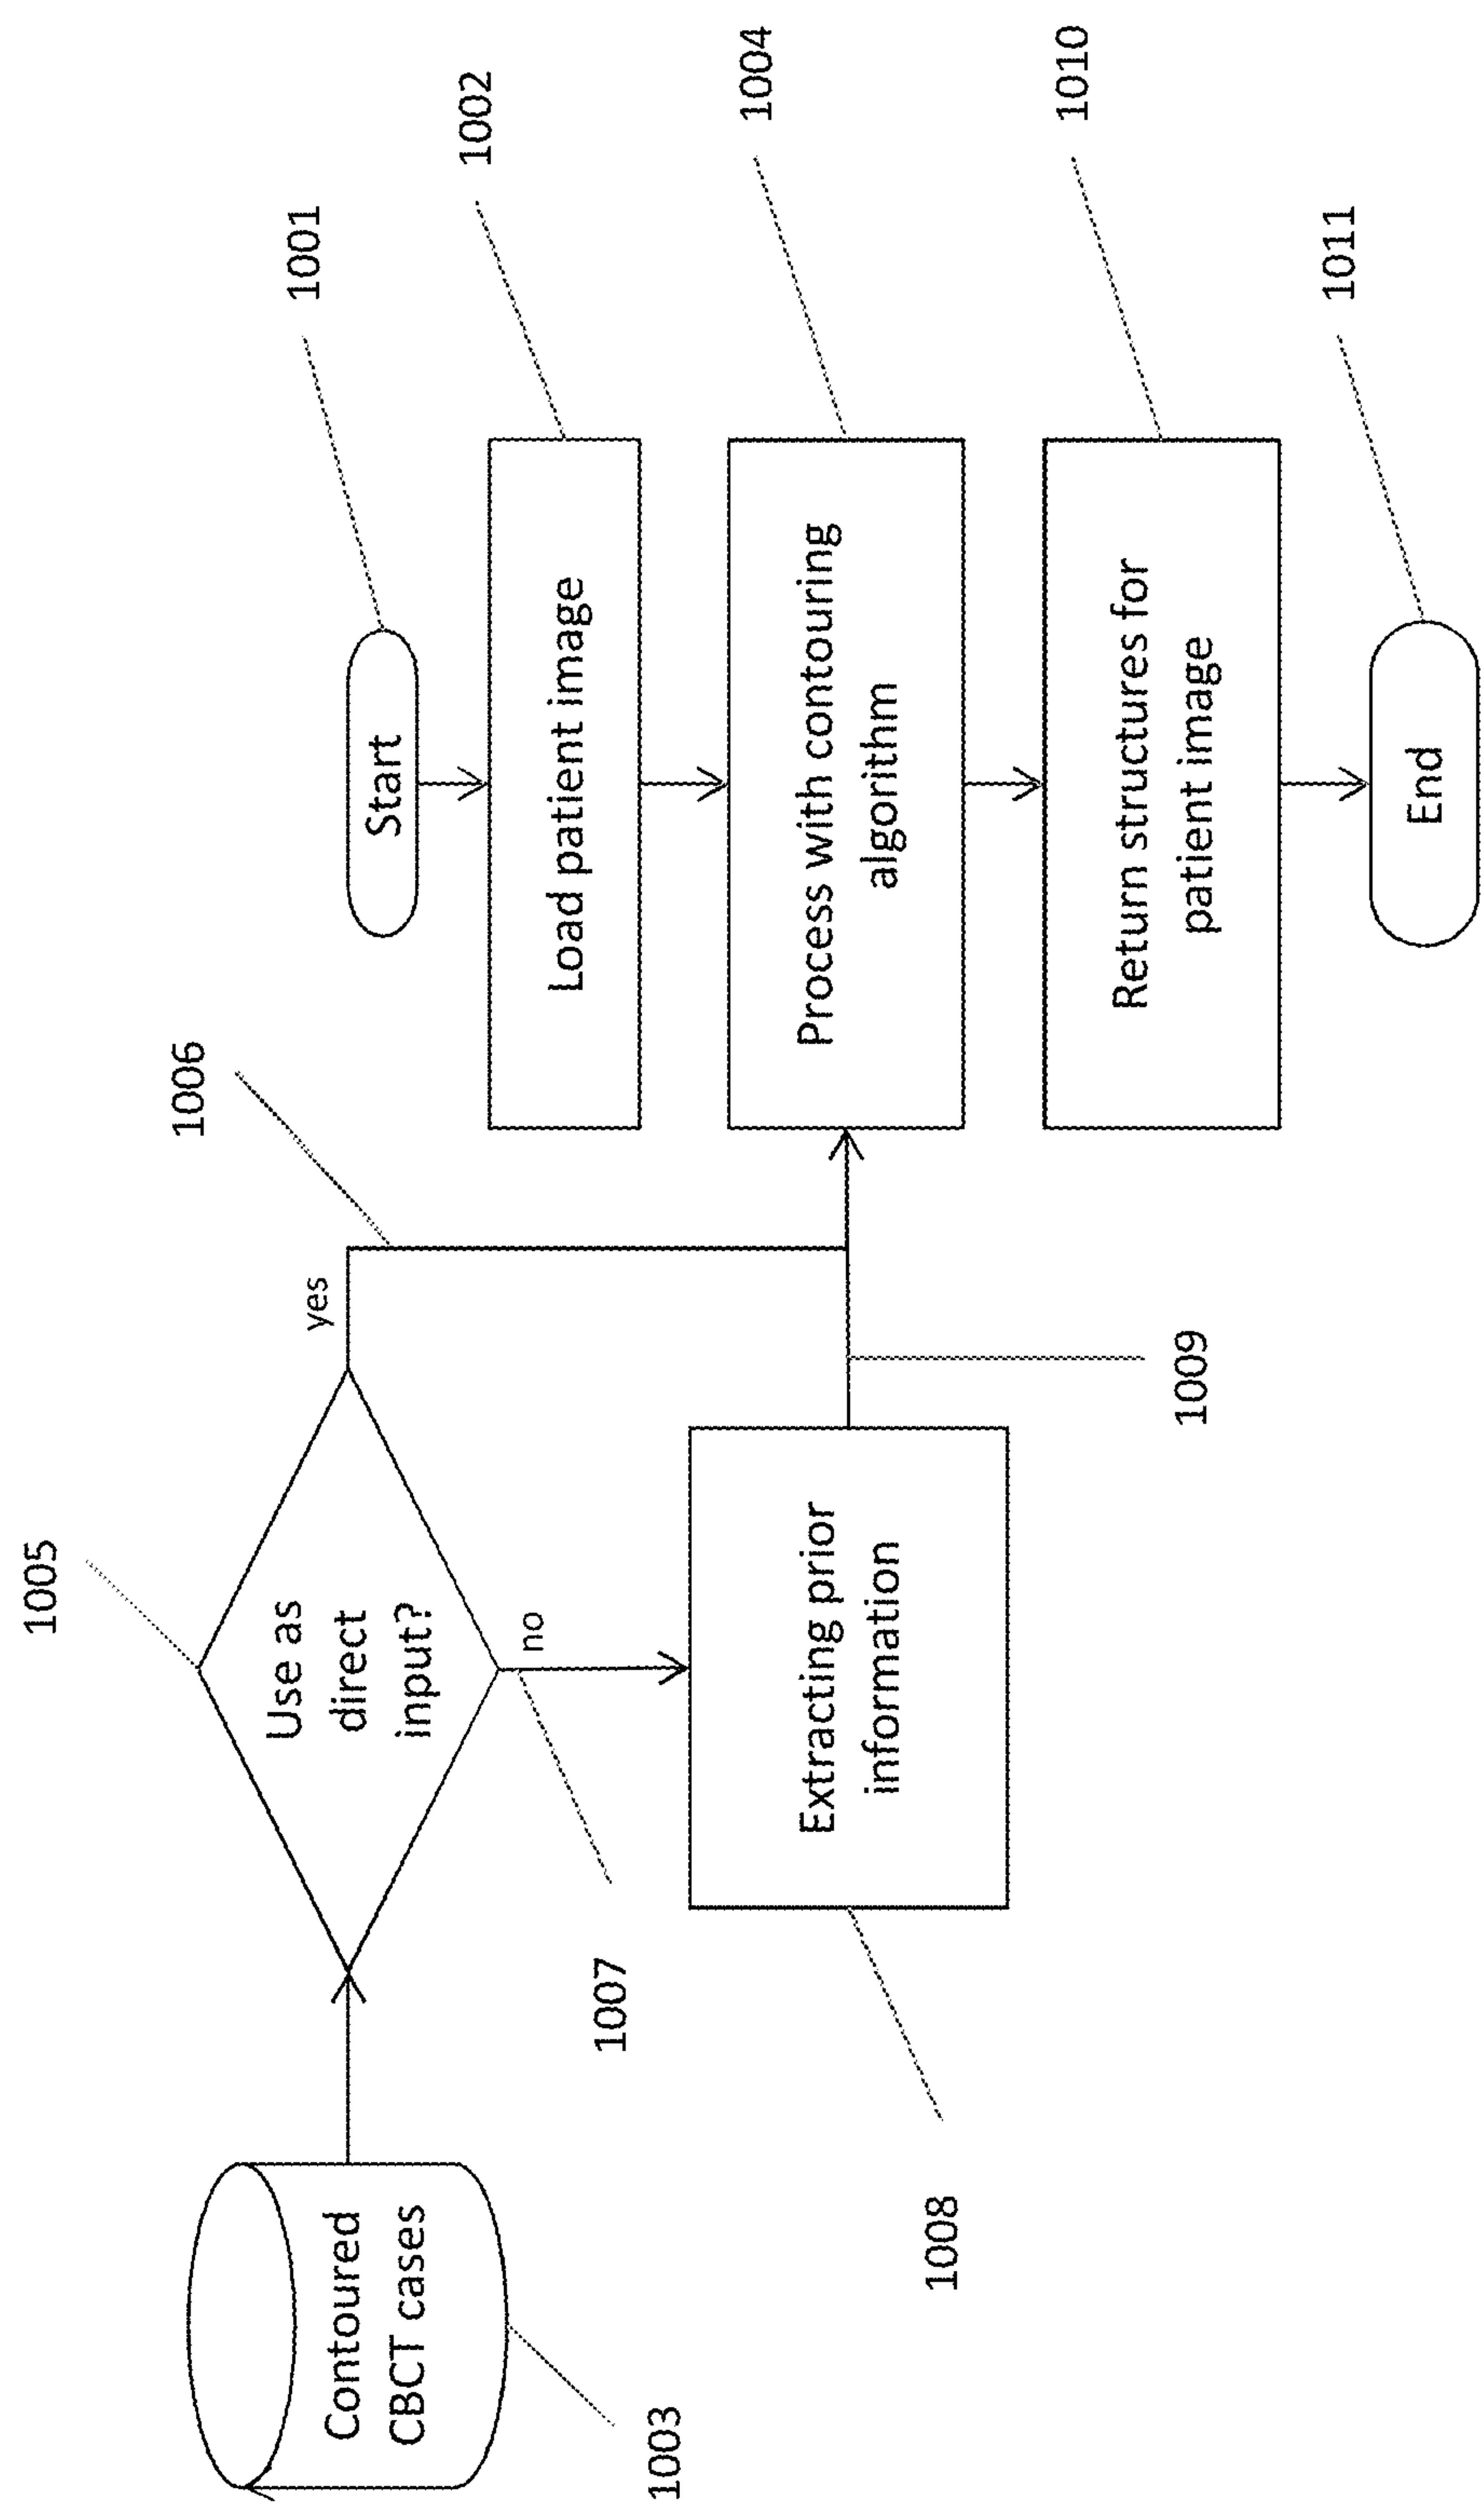 1005
1006
1001
1002
1004
1010
1011
Contoured
CBCT cases
1003
Use as
direct
input?
yes
no
1007
Extracting prior
information
1008
1009
Start
Load patient image
Process with contouring
algorithm
Return structures for
patient image
End